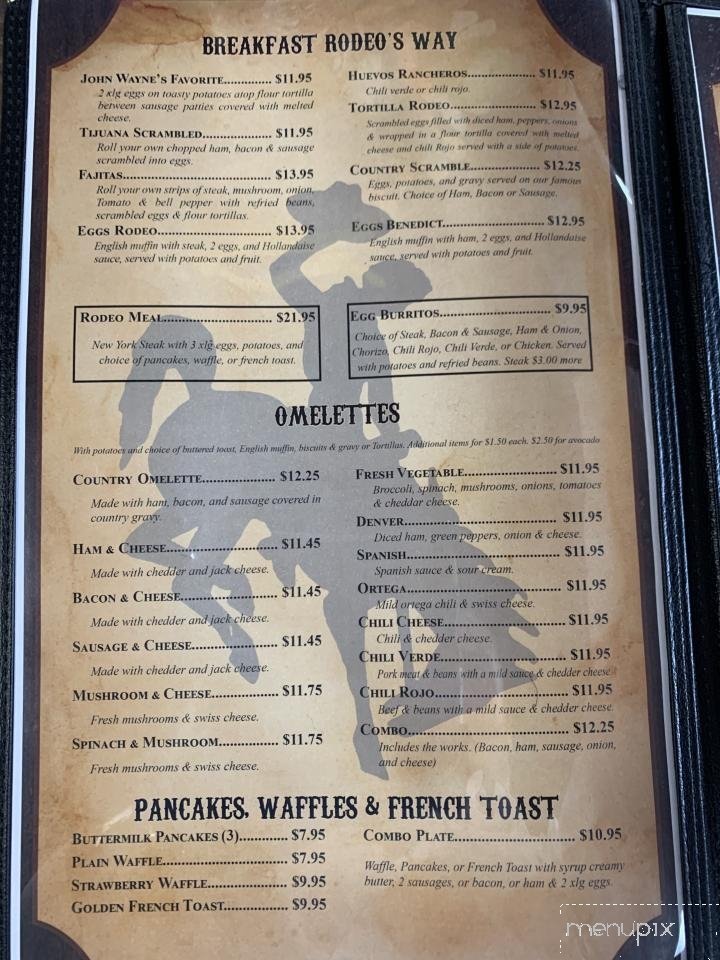 BREAKFAST RODEO'S WAY
JOHN WAYNE'S FAVORITE............. $11.95
2 xlg eggs on toasty potatoes atop flour tortilla
between sausage patties covered with melted
cheese.
TIJUANA SCRAMBLED................... $11.95
Roll your own chopped ham, bacon & sausage
scrambled into eggs.
FAJITAS........................................ $13.95
Roll your own strips of steak, mushroom, onion,
Tomato & bell pepper with refried beans,
scrambled eggs & flour tortillas.
EGGS RODEO............................... $13.95
English muffin with steak, 2 eggs, and Hollandaise
sauce, served with potatoes and fruit.
HUEVOS RANCHEROS................... $11.95
Chili verde or chili rojo.
TORTILLA RODEO......................... $12.95
Scrambled eggs filled with diced ham, peppers, onions
& wrapped in a flour tortilla covered with melted
cheese and chili Rojo served with a side of potatoes.
COUNTRY SCRAMBLE.................... $12.25
Eggs, potatoes, and gravy served on our famous
biscuit. Choice of Ham, Bacon or Sausage.
EGGS BENEDICT............................ $12.95
English muffin with ham, 2 eggs, and Hollandaise
sauce, served with potatoes and fruit.
RODEO MEAL............................. $21.95
New York Steak with 3 xlg eggs, potatoes, and
choice of pancakes, waffle, or french toast.
EGG BURRITOS............................. $9.95
Choice of Steak, Bacon & Sausage, Ham & Onion,
Chorizo, Chili Rojo, Chili Verde, or Chicken. Served
with potatoes and refried beans. Steak $3.00 more
OMELETTES
With potatoes and choice of buttered toast, English muffin, biscuits & gravy or Tortillas. Additional items for $1.50 each. $2.50 for avocado
COUNTRY OMELETTE................... $12.25
Made with ham, bacon, and sausage covered in
country gravy.
HAM & CHEESE............................ $11.45
Made with chedder and jack cheese.
BACON & CHEESE......................... $11.45
Made with chedder and jack cheese.
SAUSAGE & CHEESE...................... $11.45
Made with chedder and jack cheese.
MUSHROOM & CHEESE................. $11.75
Fresh mushrooms & swiss cheese.
SPINACH & MUSHROOM............... $11.75
Fresh mushrooms & swiss cheese.
FRESH VEGETABLE....................... $11.95
Broccoli, spinach, mushrooms, onions, tomatoes
& cheddar cheese.
DENVER...................................... $11.95
Diced ham, green peppers, onion & cheese.
SPANISH...................................... $11.95
Spanish sauce & sour cream.
ORTEGA...................................... $11.95
Mild ortega chili & swiss cheese.
CHILI CHEESE.............................. $11.95
Chili & chedder cheese.
CHILI VERDE............................... $11.95
Pork meat & beans with a mild sauce & chedder cheese
CHILI ROJO................................. $11.95
Beef & beans with a mild sauce & chedder cheese.
COMBO........................................ $12.25
Includes the works. (Bacon, ham, sausage, onion,
and cheese)
PANCAKES, WAFFLES & FRENCH TOAST
BUTTERMILK PANCAKES (3)............ $7.95
PLAIN WAFFLE............................... $7.95
STRAWBERRY WAFFLE................... $9.95
GOLDEN FRENCH TOAST................ $9.95
COMBO PLATE............................... $10.95
Waffle, Pancakes, or French Toast with syrup creamy
butter, 2 sausages, or bacon, or ham & 2 xlg eggs.
menupix